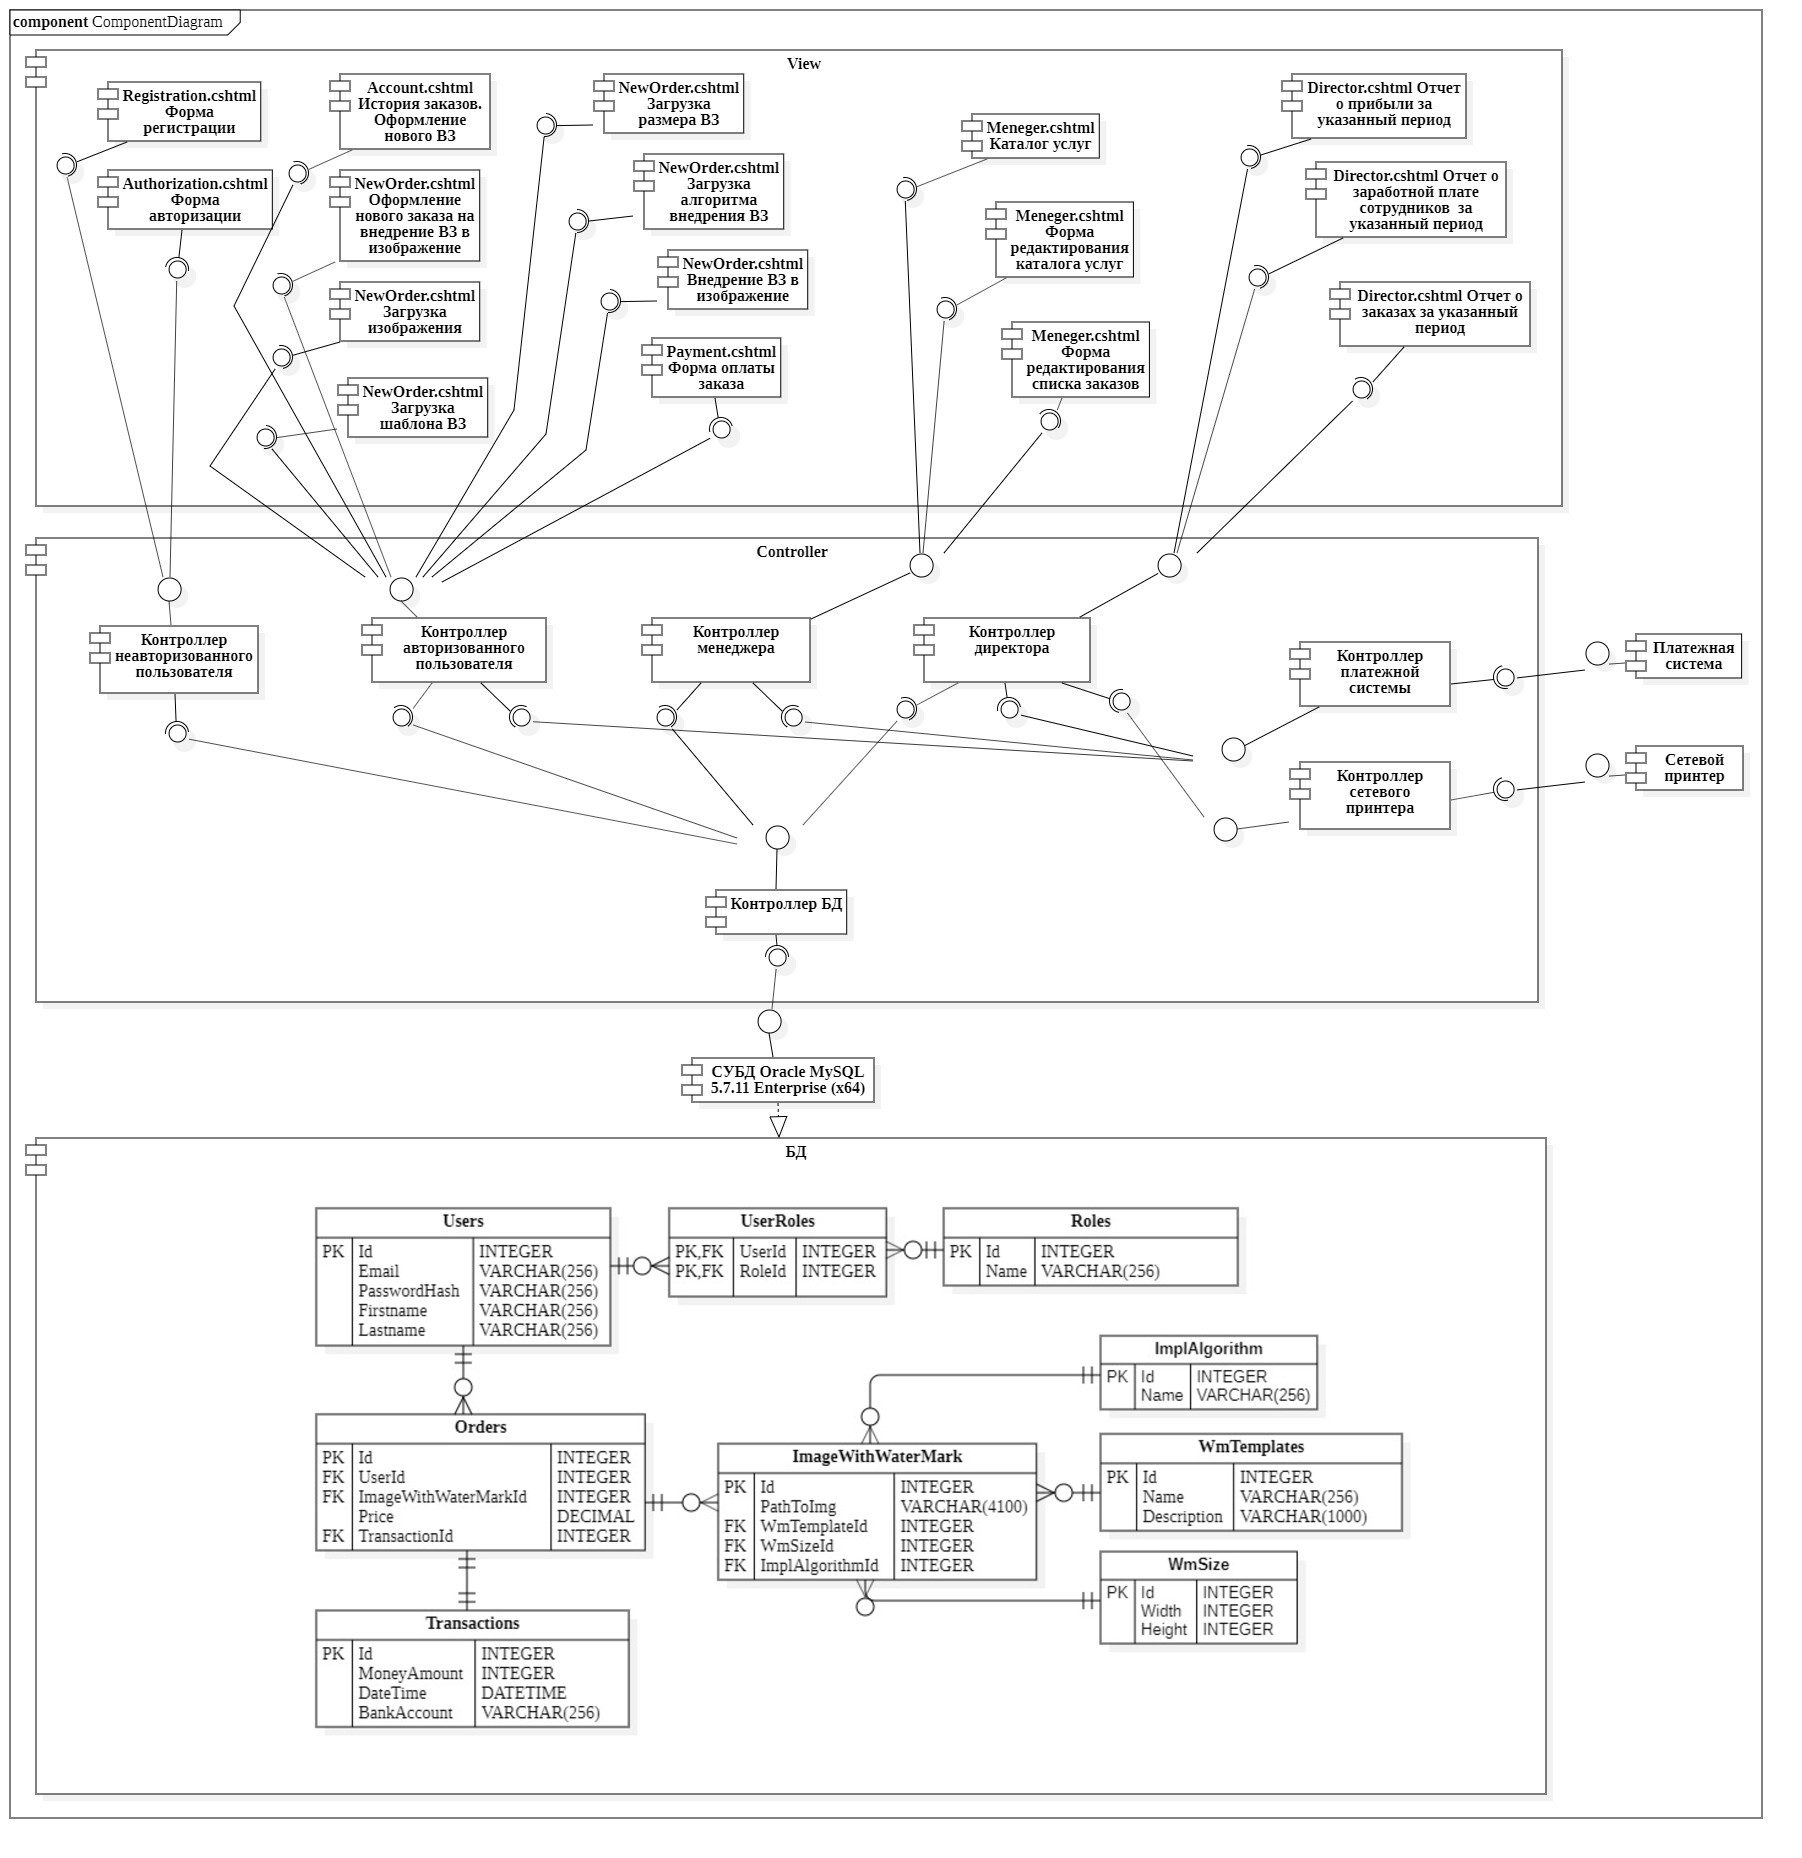 component ComponentDiagram
View
Registration.cshtml
Форма
регистрации
Authorization.cshtml
Форма
авторизации
Account.cshtml
История заказов.
Оформление
нового ВЗ
NewOrder.cshtml
Оформление
нового заказа на
внедрение ВЗ в
изображение
NewOrder.cshtml
Загрузка
изображения
NewOrder.cshtml
Загрузка
шаблона ВЗ
NewOrder.cshtml
Загрузка
размера ВЗ
NewOrder.cshtml
Загрузка
алгоритма
внедрения ВЗ
NewOrder.cshtml
Внедрение ВЗ в
изображение
Payment.cshtml
Форма оплаты
заказа
Meneger.cshtml
Каталог услуг
Meneger.cshtml
Форма
редактирования
каталога услуг
Meneger.cshtml
Форма
редактирования
списка заказов
Director.cshtml Отчет
о прибыли за
указанный период
Director.cshtml Отчет о
заработной плате
сотрудников за
указанный период
Director.cshtml Отчет о
заказах за указанный
период
Controller
Контроллер
неавторизованного
пользователя
Контроллер
авторизованного
пользователя
Контроллер
менеджера
Контроллер
директора
Контроллер
платежной
системы
Платежная
система
Контроллер
сетевого
принтера
Сетевой
принтер
Контроллер БД
СУБД Oracle MySQL
5.7.11 Enterprise (x64)
БД
Users
PK Id INTEGER
Email VARCHAR(256)
PasswordHash VARCHAR(256)
Firstname VARCHAR(256)
Lastname VARCHAR(256)
UserRoles
PK,FK UserId INTEGER
PK,FK RoleId INTEGER
Roles
PK Id INTEGER
Name VARCHAR(256)
ImplAlgorithm
PK Id INTEGER
Name VARCHAR(256)
Orders
PK Id INTEGER
FK UserId INTEGER
FK ImageWithWaterMarkId INTEGER
Price DECIMAL
FK TransactionId INTEGER
ImageWithWaterMark
PK Id INTEGER
PathToImg VARCHAR(4100)
FK WmTemplateId INTEGER
FK WmSizeId INTEGER
FK ImplAlgorithmId INTEGER
WmTemplates
PK Id INTEGER
Name VARCHAR(256)
Description VARCHAR(1000)
WmSize
PK Id INTEGER
Width INTEGER
Height INTEGER
Transactions
PK Id INTEGER
MoneyAmount INTEGER
DateTime DATETIME
BankAccount VARCHAR(256)